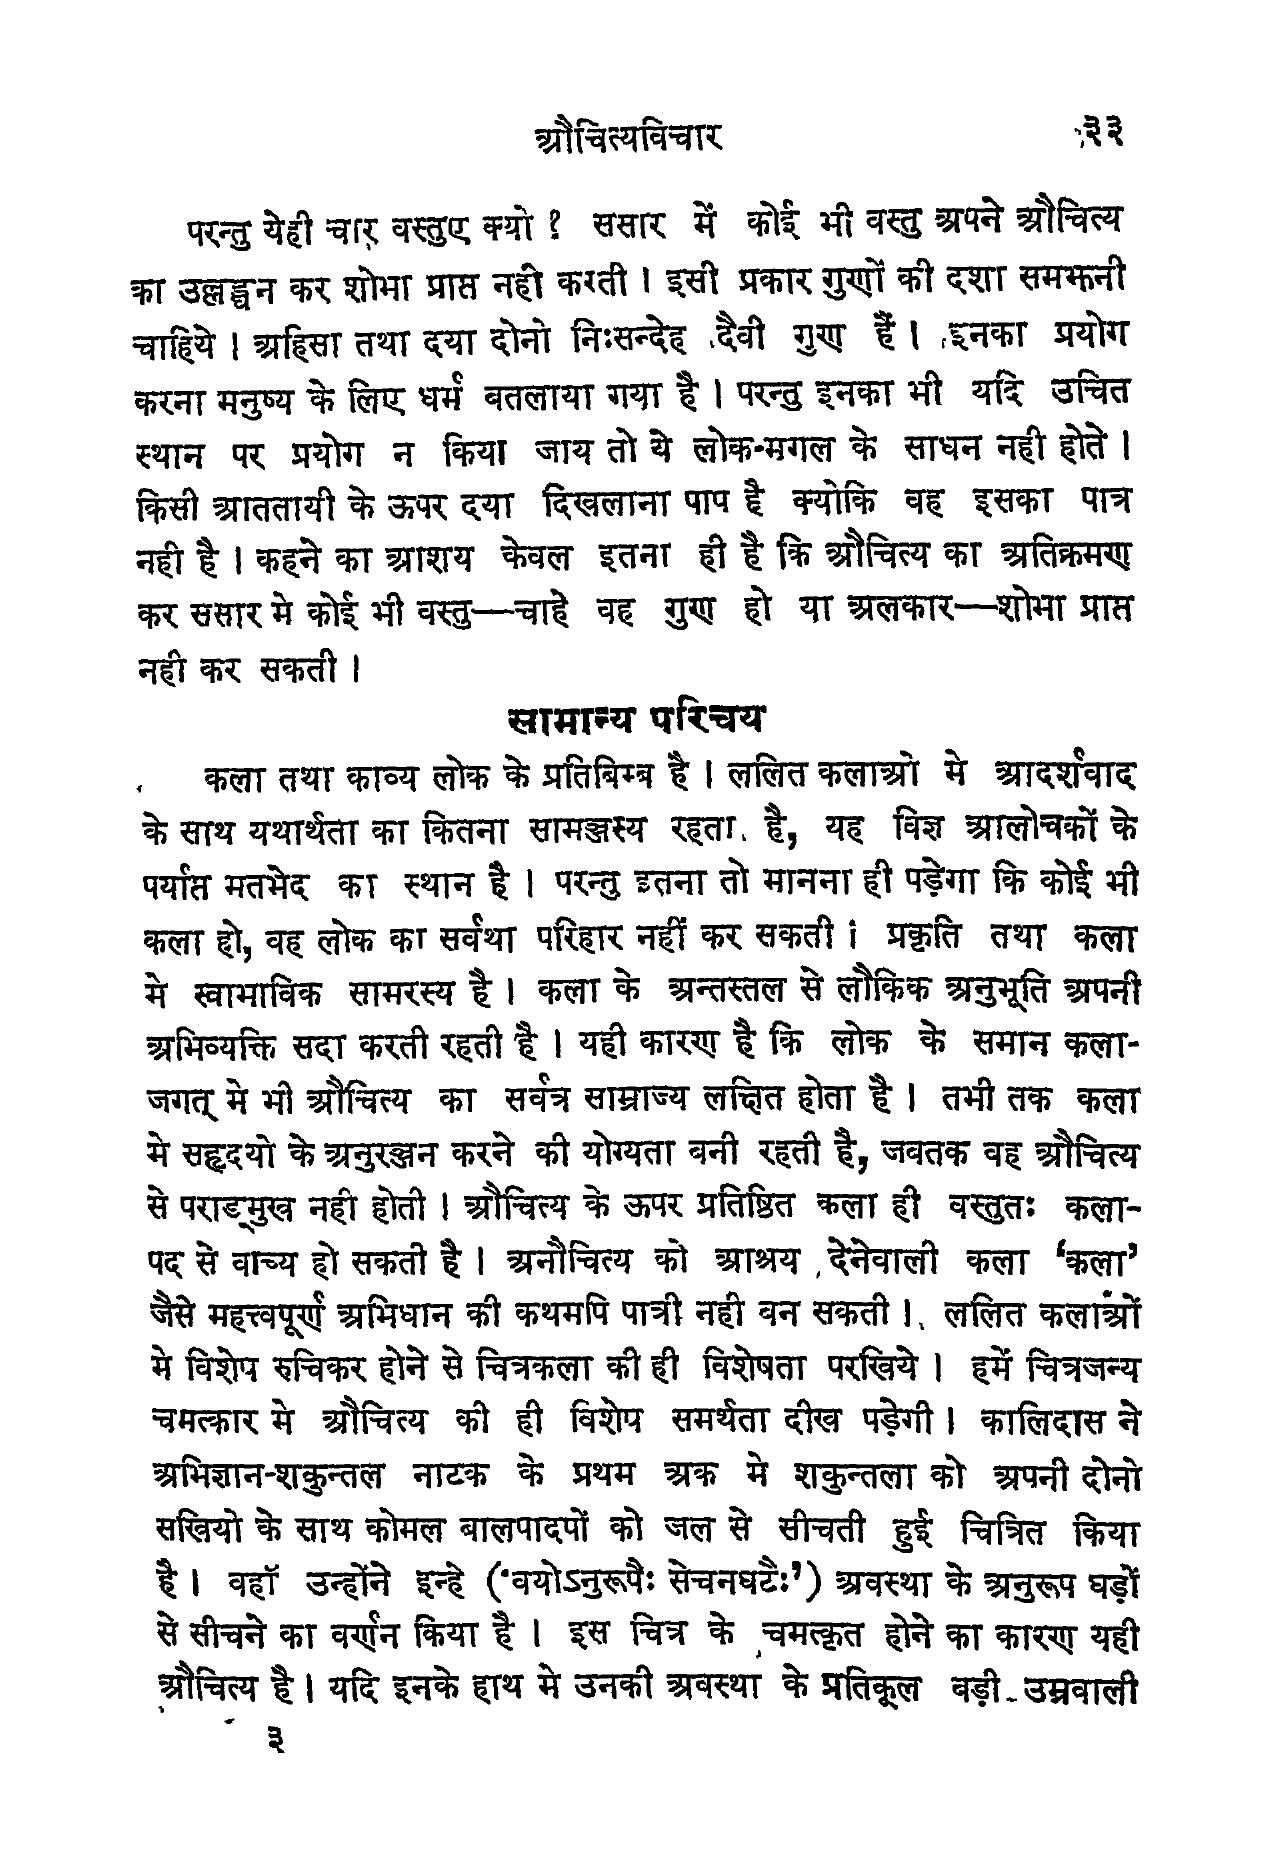 औचित्यविचार ३३
परन्तु येही चार वस्तुए क्यो ? ससार में कोई भी वस्तु अपने औचित्य
का उल्लङ्घन कर शोभा प्राप्त नही करती । इसी प्रकार गुणों की दशा समझनी
चाहिये । अहिसा तथा दया दोनो निःसन्देह दैवी गुण हैं । इनका प्रयोग
करना मनुष्य के लिए धर्म बतलाया गया है । परन्तु इनका भी यदि उचित
स्थान पर प्रयोग न किया जाय तो ये लोक-मगल के साधन नही होते ।
किसी आततायी के ऊपर दया दिखलाना पाप है क्योकि वह इसका पात्र
नही है । कहने का आशय केवल इतना ही है कि औचित्य का अतिक्रमण
कर ससार मे कोई भी वस्तु—चाहे वह गुण हो या अलकार—शोभा प्राप्त
नही कर सकती ।
सामान्य परिचय
कला तथा काव्य लोक के प्रतिबिम्ब है । ललित कलाओ मे आदर्शवाद
के साथ यथार्थता का कितना सामञ्जस्य रहता है, यह विज्ञ आलोचकों के
पर्याप्त मतभेद का स्थान है । परन्तु इतना तो मानना ही पड़ेगा कि कोई भी
कला हो, वह लोक का सर्वथा परिहार नहीं कर सकती । प्रकृति तथा कला
मे स्वाभाविक सामरस्य है । कला के अन्तस्तल से लौकिक अनुभूति अपनी
अभिव्यक्ति सदा करती रहती है । यही कारण है कि लोक के समान कला-
जगत् मे भी औचित्य का सर्वत्र साम्राज्य लक्षित होता है । तभी तक कला
मे सहृदयो के अनुरञ्जन करने की योग्यता बनी रहती है, जवतक वह औचित्य
से पराड्मुख नही होती । औचित्य के ऊपर प्रतिष्ठित कला ही वस्तुतः कला-
पद से वाच्य हो सकती है । अनौचित्य को आश्रय देनेवाली कला ‘कला’
जैसे महत्त्वपूर्ण अभिधान की कथमपि पात्री नही वन सकती । ललित कलाओं
मे विशेप रुचिकर होने से चित्रकला की ही विशेषता परखिये । हमें चित्रजन्य
चमत्कार मे औचित्य की ही विशेप समर्थता दीख पड़ेगी । कालिदास ने
अभिज्ञान-शकुन्तल नाटक के प्रथम अक मे शकुन्तला को अपनी दोनो
सखियो के साथ कोमल बालपादपों को जल से सीचती हुई चित्रित किया
है । वहाॅ उन्होंने इन्हे (‘वयोऽनुरूपैः सेचनघटैः’) अवस्था के अनुरूप घड़ों
से सीचने का वर्णन किया है । इस चित्र के चमत्कृत होने का कारण यही
औचित्य है । यदि इनके हाथ मे उनकी अवस्था के प्रतिकूल बड़ी उम्रवाली
३